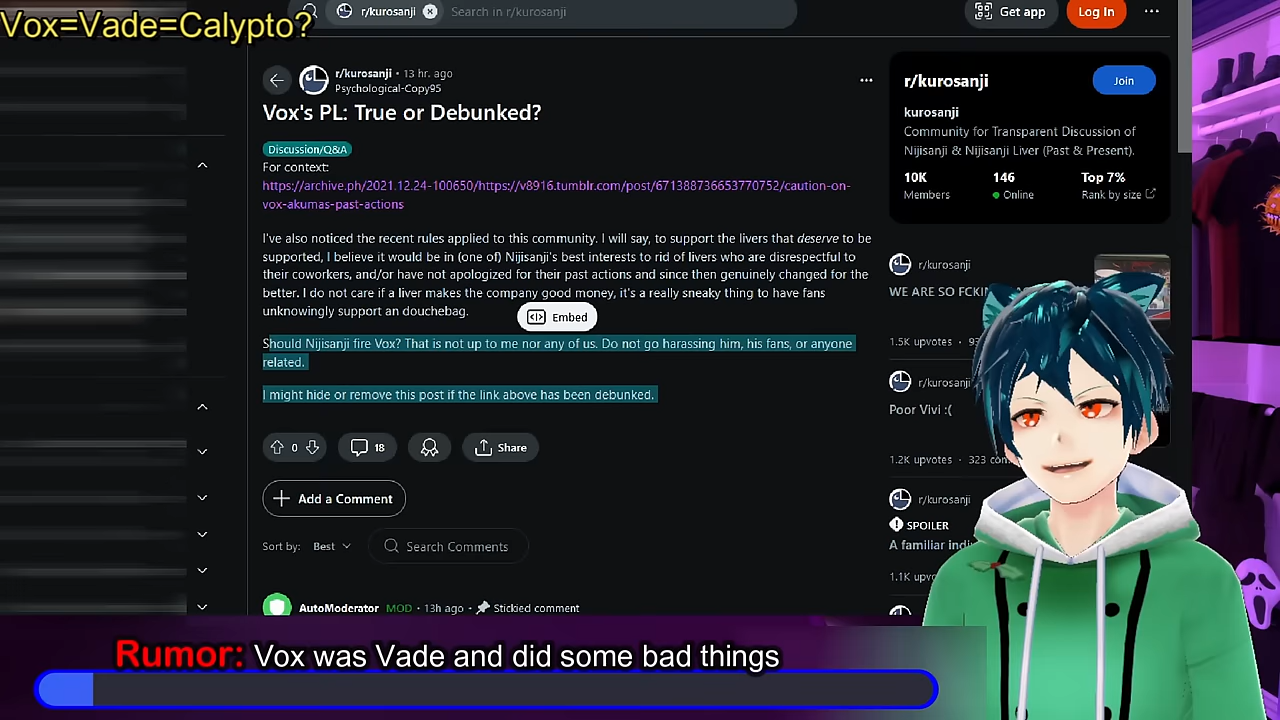 Vox=Vade=Calypto?
r/kurosanji
Search in r/kurosanji
Get app
Log In
r/kurosanji • 13 hr. ago
Psychological-Copy95
Vox's PL: True or Debunked?
Discussion/Q&A
For context:
https://archive.ph/2021.12.24-100650/https://v8916.tumblr.com/post/671388736653770752/caution-on-
vox-akumas-past-actions
I've also noticed the recent rules applied to this community. I will say, to support the livers that deserve to be
supported, I believe it would be in (one of) Nijisanji's best interests to rid of livers who are disrespectful to
their coworkers, and/or have not apologized for their past actions and since then genuinely changed for the
better. I do not care if a liver makes the company good money, it's a really sneaky thing to have fans
unknowingly support an douchebag.
Embed
Should Nijisanji fire Vox? That is not up to me nor any of us. Do not go harassing him, his fans, or anyone
related.
I might hide or remove this post if the link above has been debunked.
0
18
Share
Add a Comment
Sort by: Best
Search Comments
AutoModerator MOD • 13h ago • Stickied comment
r/kurosanji
Join
kurosanji
Community for Transparent Discussion of
Nijisanji & Nijisanji Liver (Past & Present).
10K
146
Top 7%
Members
Online
Rank by size
r/kurosanji
WE ARE SO FCKI
1.5K upvotes
r/kurosanji
Poor Vivi :(
1.2K upvotes • 323
r/kurosanji
SPOILER
A familiar indi
1.1K
Rumor: Vox was Vade and did some bad things